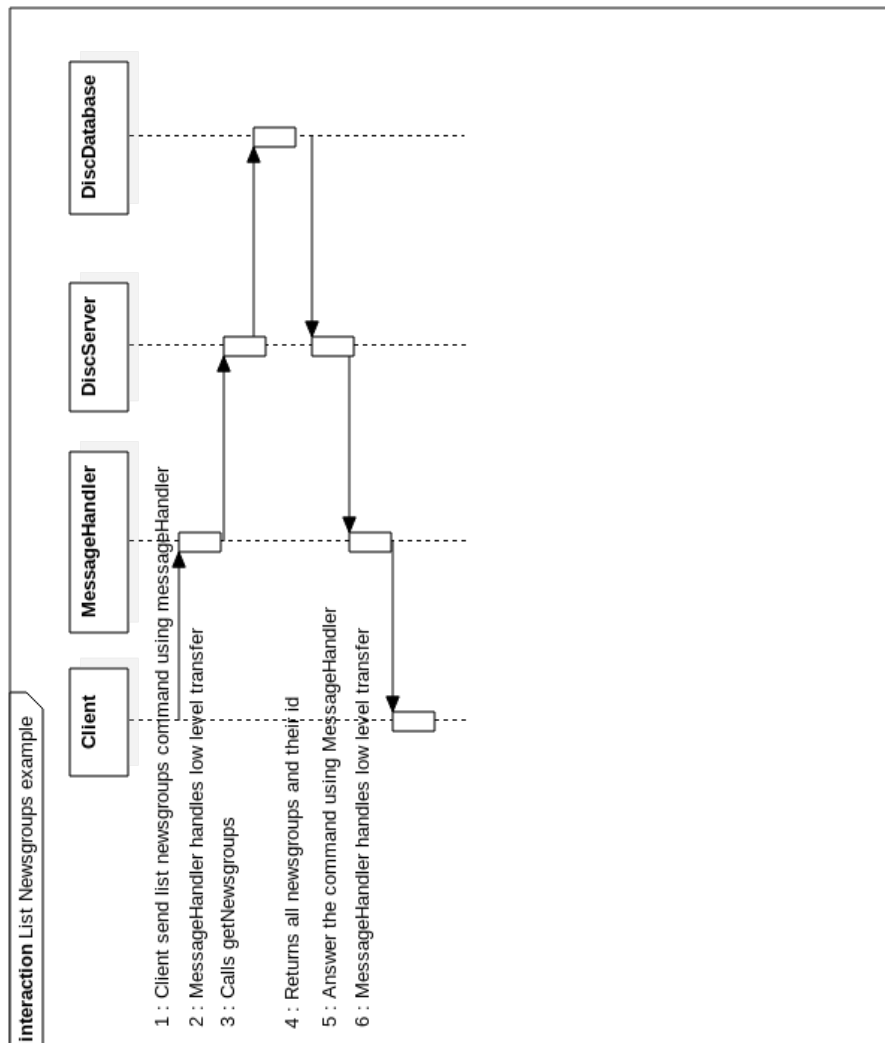 interaction List Newsgroups example
Client
MessageHandler
DiscServer
DiscDatabase
1 : Client send list newsgroups command using messageHandler
2 : MessageHandler handles low level transfer
3 : Calls getNewsgroups
4 : Returns all newsgroups and their id
5 : Answer the command using MessageHandler
6 : MessageHandler handles low level transfer